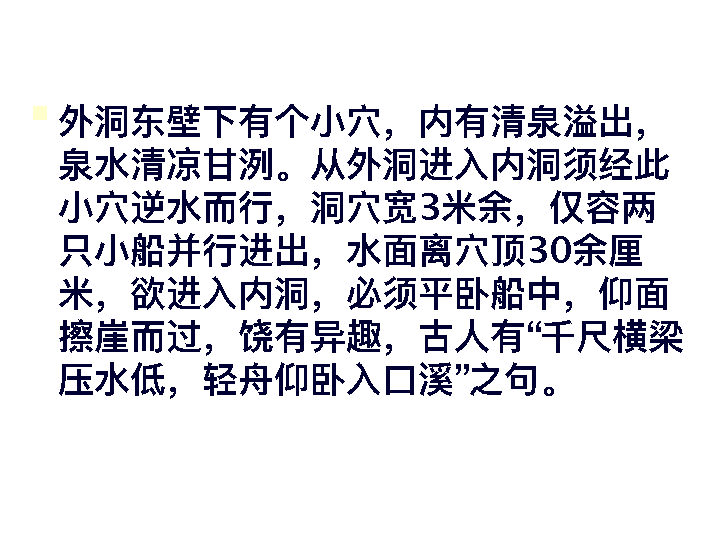 外洞东壁下有个小穴，内有清泉溢出，
泉水清凉甘洌。从外洞进入内洞须经此
小穴逆水而行，洞穴宽3米余，仅容两
只小船并行进出，水面离穴顶30余厘
米，欲进入内洞，必须平卧船中，仰面
擦崖而过，饶有异趣，古人有“千尺横梁
压水低，轻舟仰卧入口溪”之句。